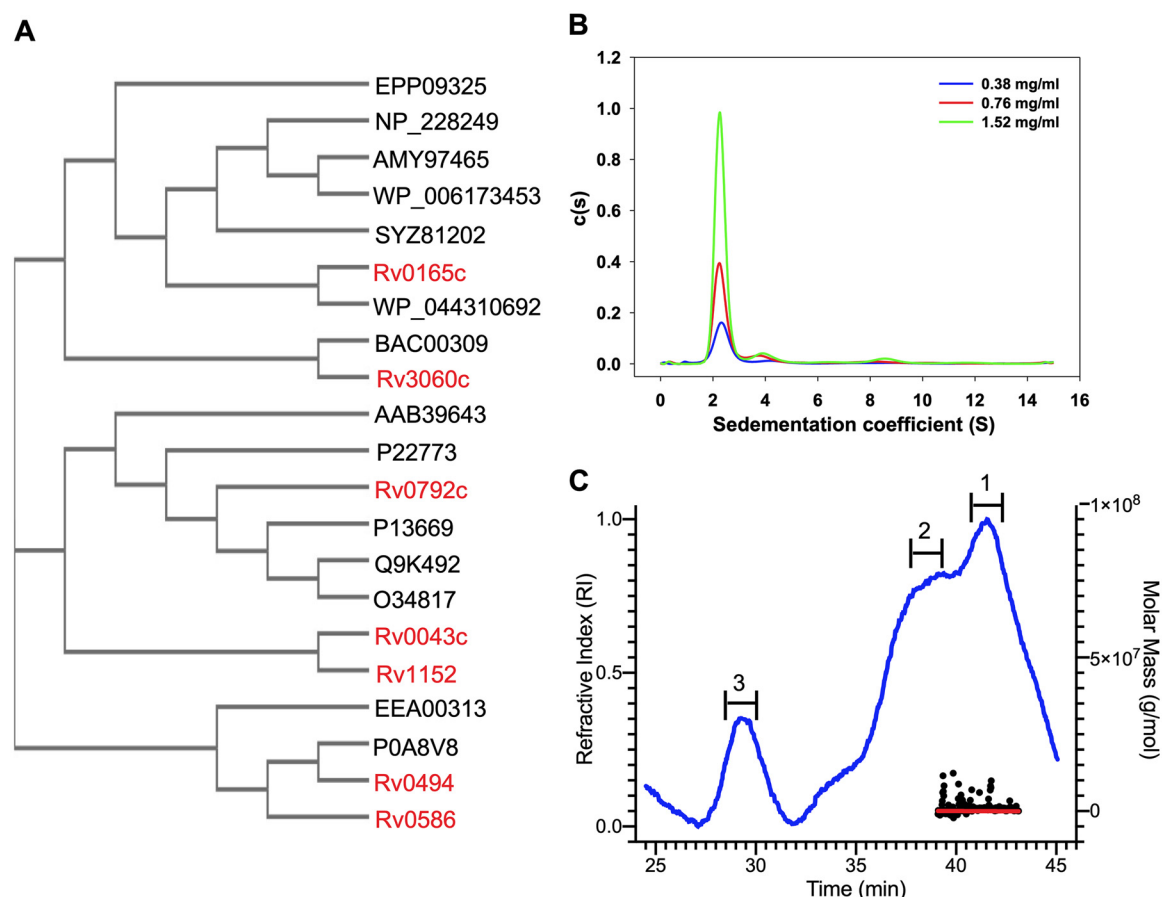 A
EPP09325
NP_228249
AMY97465
WP_006173453
SYZ81202
Rv0165c
WP_044310692
BAC00309
Rv3060c
AAB39643
P22773
Rv0792c
P13669
Q9K492
O34817
Rv0043c
Rv1152
EEA00313
P0A8V8
Rv0494
Rv0586
B
1.2
1.0
0.8
0.6
0.4
0.2
0.0
c(s)
0.38 mg/ml
0.76 mg/ml
1.52 mg/ml
0 2 4 6 8 10 12 14 16
Sedementation coefficient (S)
C
1.0
0.5
0.0
Refractive Index (RI)
3
2
1
1×10⁸
5×10⁷
0
Molar Mass (g/mol)
25 30 35 40 45
Time (min)